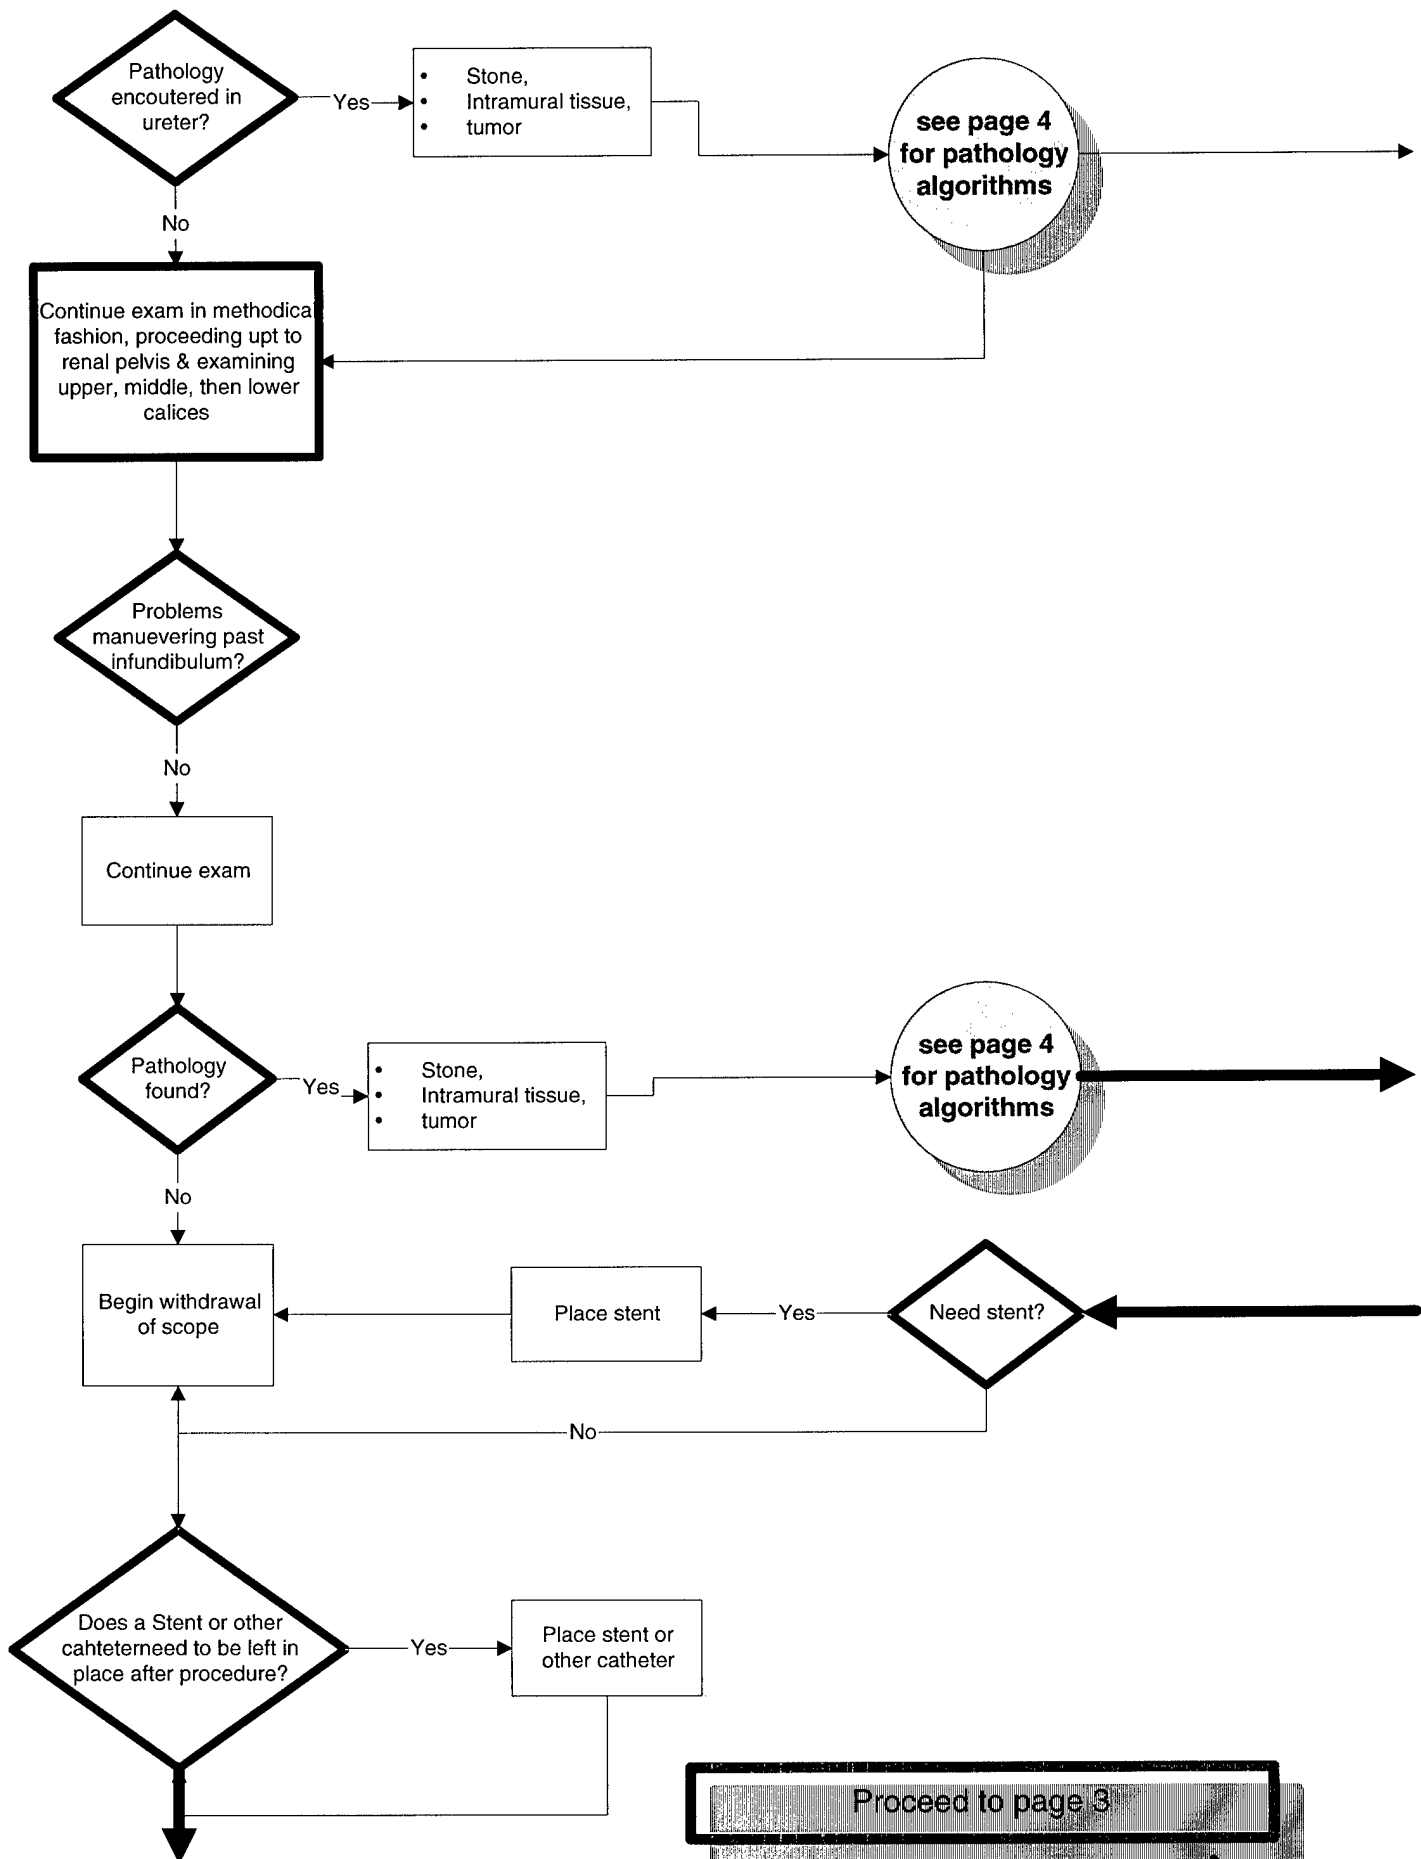 Pathology
encoutered in
ureter?
Yes
• Stone,
• Intramural tissue,
• tumor
see page 4
for pathology
algorithms
No
Continue exam in methodical
fashion, proceeding upt to
renal pelvis & examining
upper, middle, then lower
calices
Problems
manuevering past
infundibulum?
No
Continue exam
Pathology
found?
Yes
• Stone,
• Intramural tissue,
• tumor
see page 4
for pathology
algorithms
No
Begin withdrawal
of scope
Place stent
Yes
Need stent?
No
Does a Stent or other
cahteterneed to be left in
place after procedure?
Yes
Place stent or
other catheter
Proceed to page 3